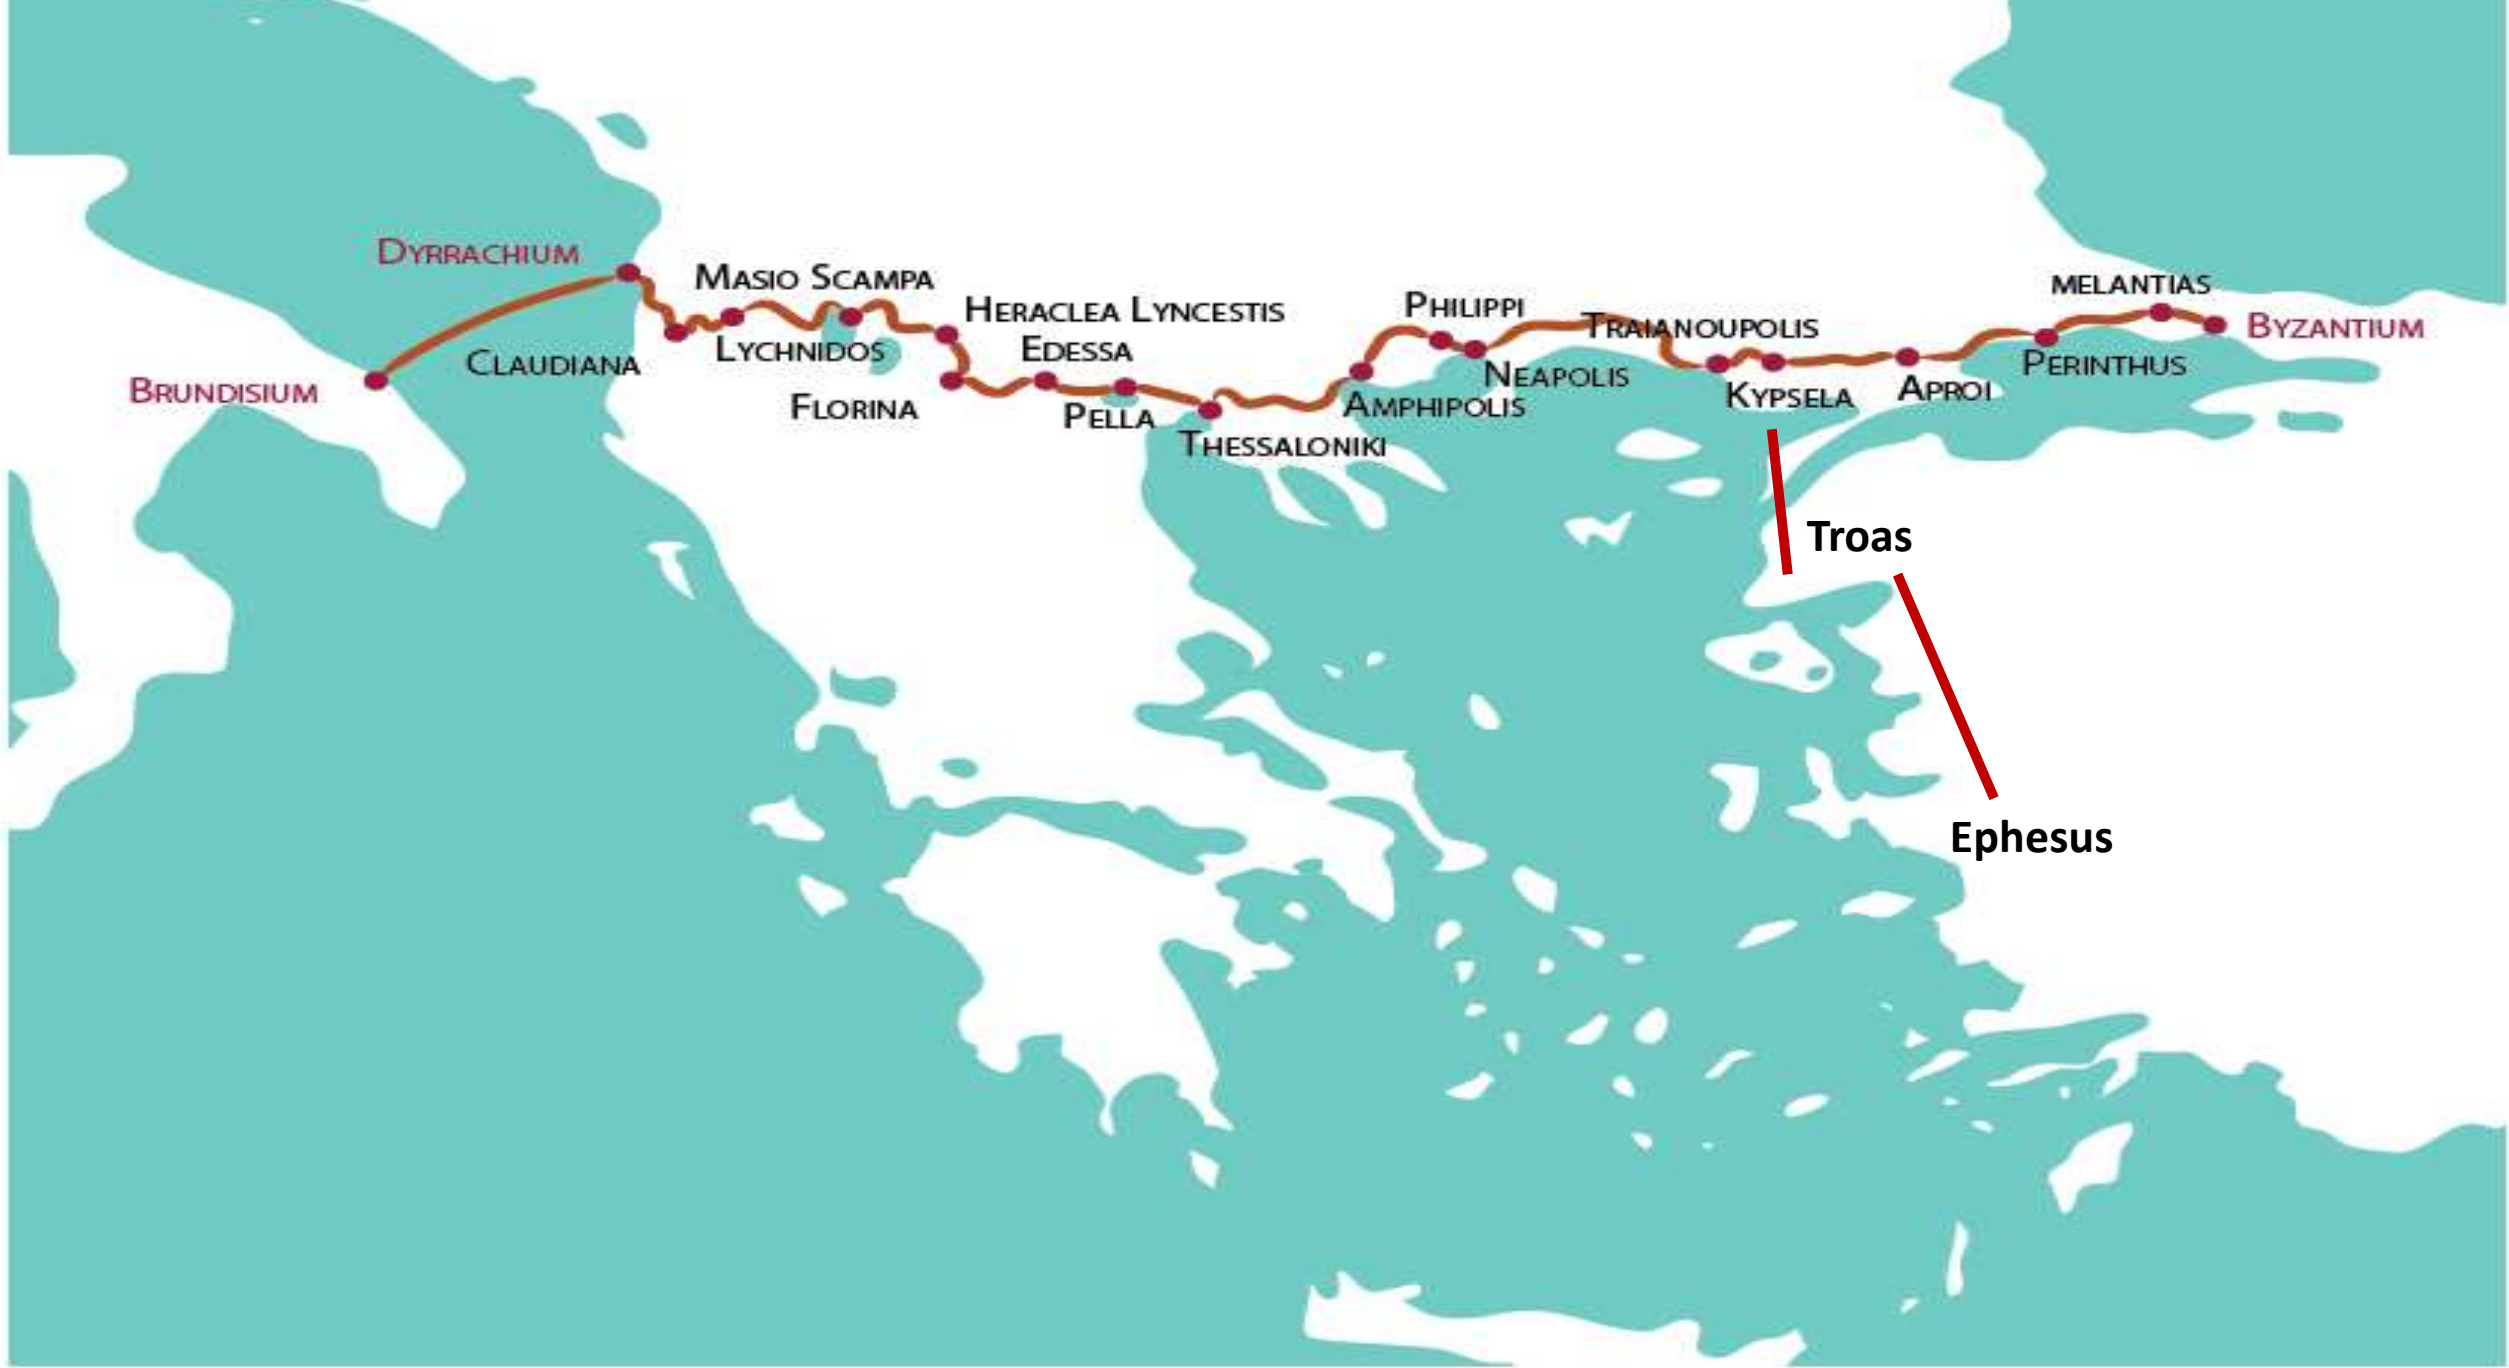 DYRRACHIUM
MASIO SCAMPA
MELANTIAS
HERACLEA LYNCESTIS
PHILIPPI
TRAIANOUPOLIS
BYZANTIUM
CLAUDIANA
LYCHNIDOS
EDESSA
NEAPOLIS
PERINTHUS
BRUNDISIUM
FLORINA
PELLA
AMPHIPOLIS
KYPSELA
APROI
THESSALONIKI
Troas
Ephesus